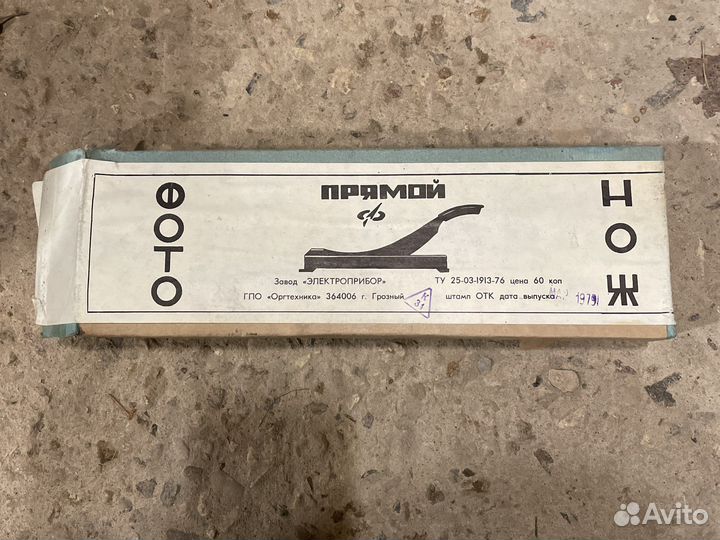 ФОТО
ПРЯМОЙ
НОЖ
Завод «ЭЛЕКТРОПРИБОР» ТУ 25-03-1913-76 цена 60 коп
ГПО «Оргтехника» 364006 г. Грозный штамп ОТК дата выпуска 1979
Avito